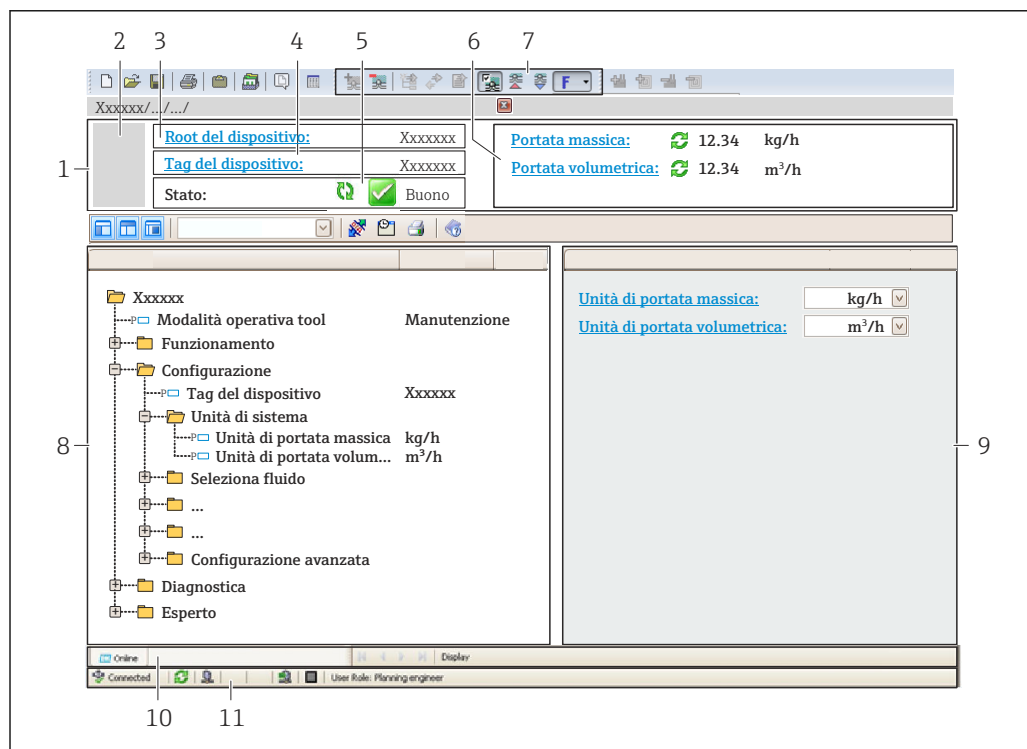 2 3 4 5 6 7
F
Xxxxxx/.../.../
1
Root del dispositivo: Xxxxxxx
Tag del dispositivo: Xxxxxxx
Stato: Buono
Portata massica: 12.34 kg/h
Portata volumetrica: 12.34 m³/h
Xxxxxx
P Modalità operativa tool Manutenzione
Funzionamento
Configurazione
P Tag del dispositivo Xxxxxx
Unità di sistema
P Unità di portata massica kg/h
P Unità di portata volum... m³/h
Seleziona fluido
...
...
Configurazione avanzata
Diagnostica
Esperto
8
Unità di portata massica: kg/h
Unità di portata volumetrica: m³/h
9
Online Display
Connected User Role: Planning engineer
10 11